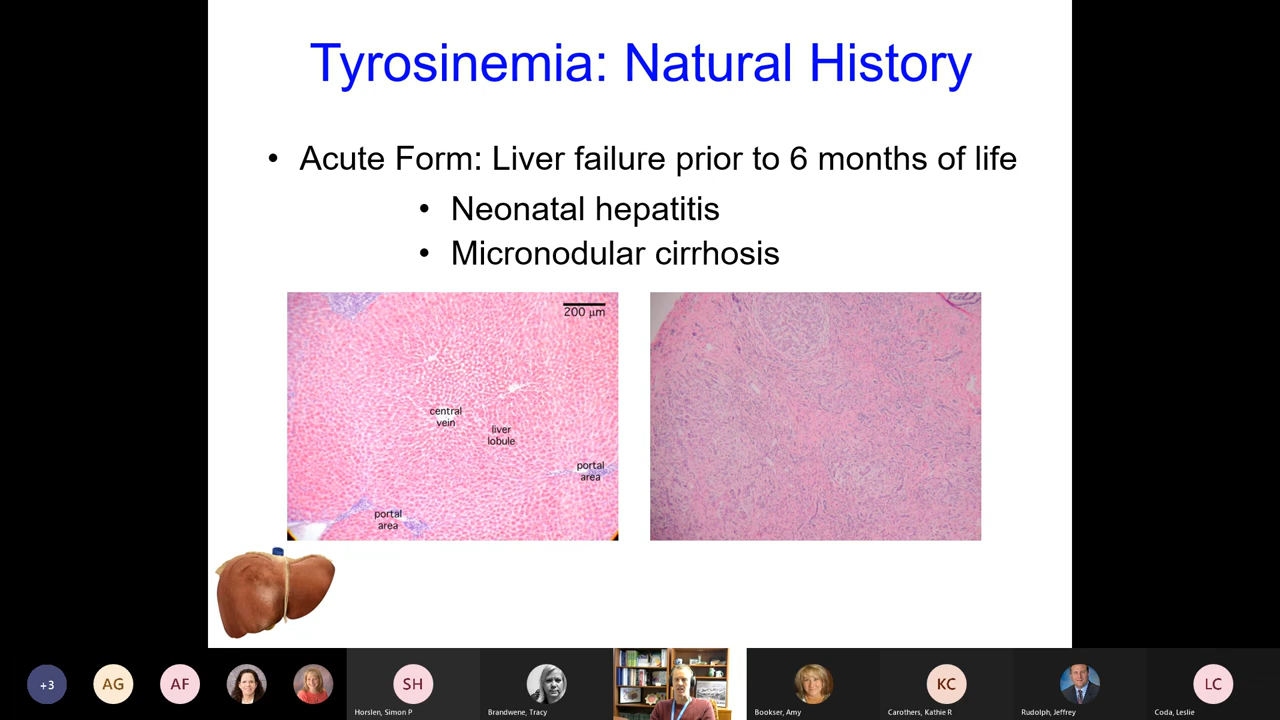 Tyrosinemia: Natural History
• Acute Form: Liver failure prior to 6 months of life
• Neonatal hepatitis
• Micronodular cirrhosis
200 μm
central
vein
liver
lobule
portal
area
portal
area
+3
AG
AF
SH
KC
LC
Horslen, Simon P
Brandwene, Tracy
Bookser, Amy
Carothers, Kathie R
Rudolph, Jeffrey
Coda, Leslie